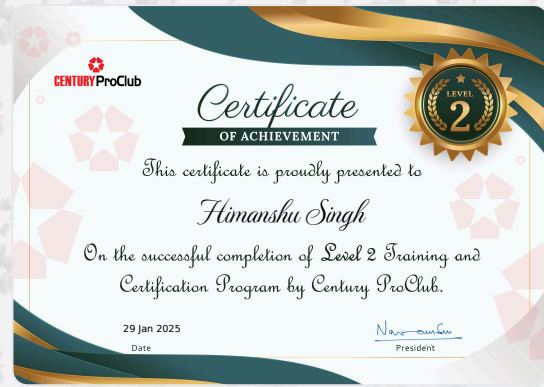 CENTURY ProClub
LEVEL
2
Certificate
OF ACHIEVEMENT
This certificate is proudly presented to
Himanshu Singh
On the successful completion of Level 2 Training and
Certification Program by Century ProClub.
29 Jan 2025
Date
President